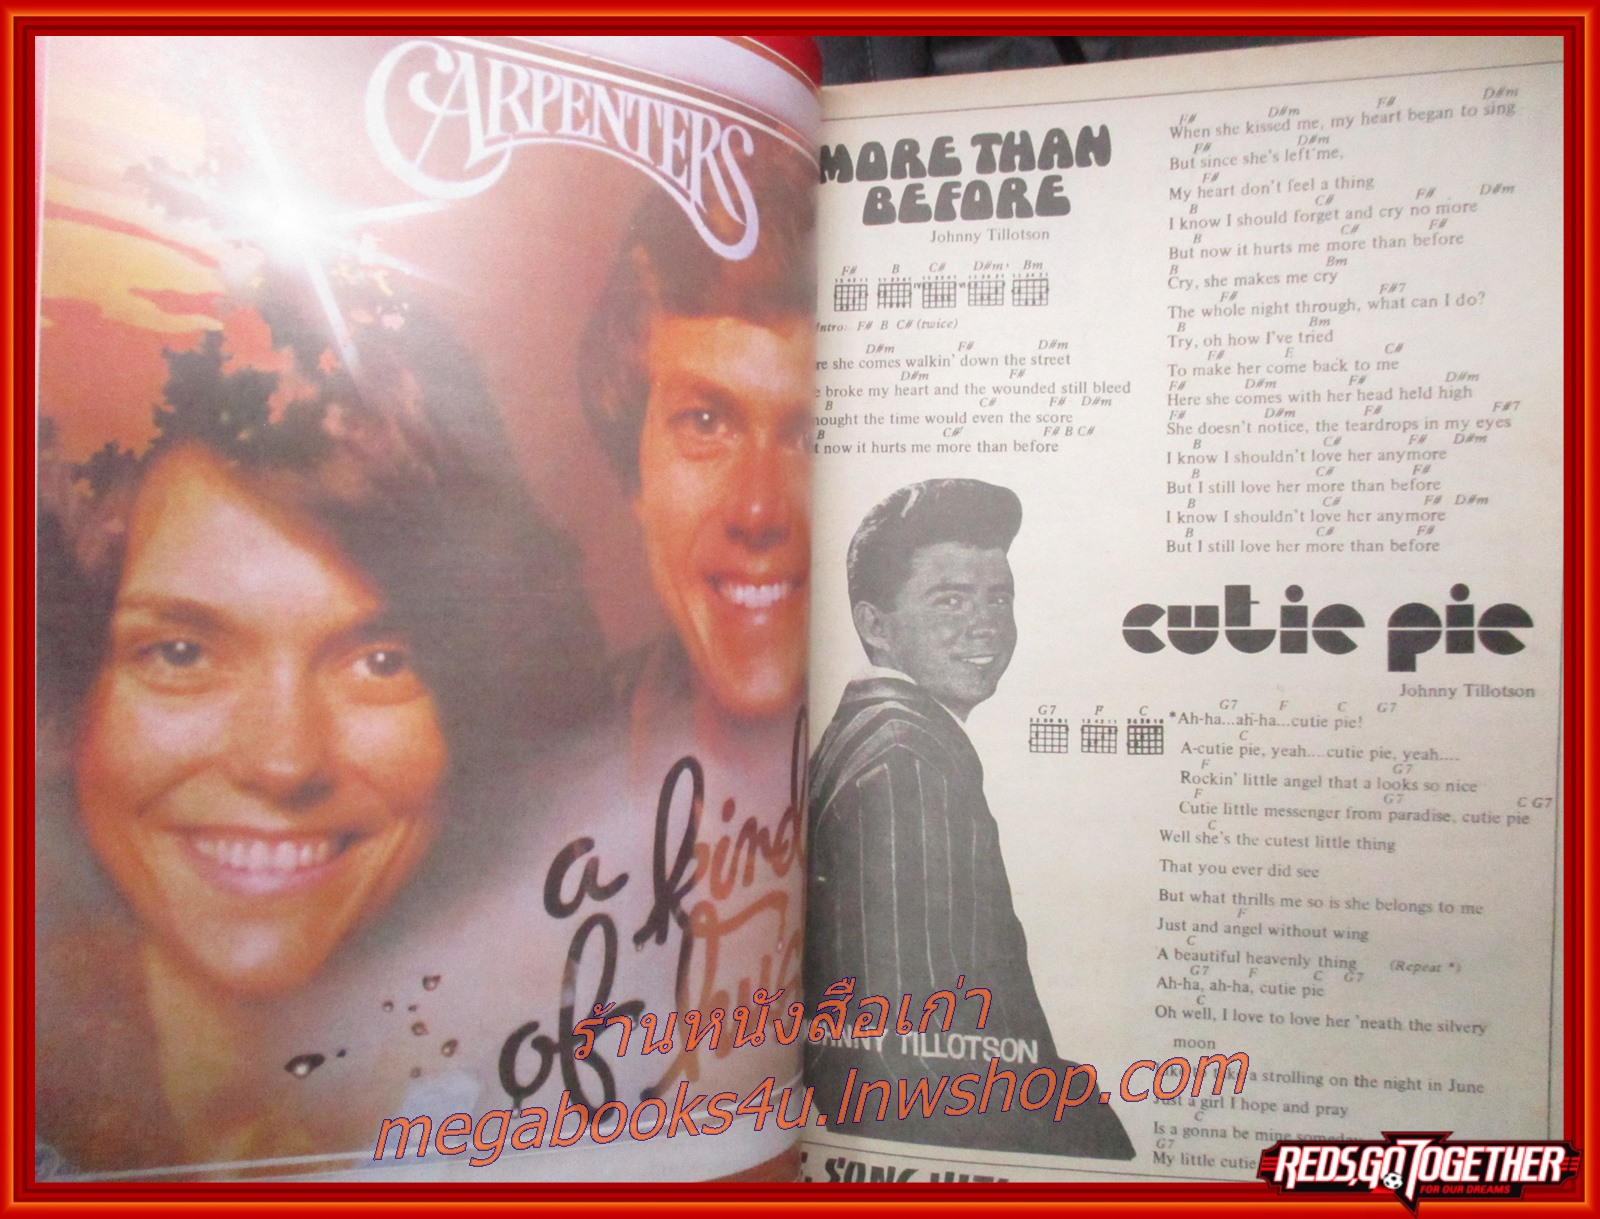 CARPENTERS
a kind
of
MORE THAN
BEFORE
Johnny Tillotson
F# B C# D#m Bm
Intro: F# B C# (twice)
D#m F# D#m
re she comes walkin' down the street
D#m F#
e broke my heart and the wounded still bleed
B C# F# D#m
hought the time would even the score
B C# F# B C#
t now it hurts me more than before
ร้านหนังสือเก่า
megabooks4u.lnwshop.com
NNY TILLOTSON
F# D#m F# D#m
When she kissed me, my heart began to sing
F# D#m
But since she's left me,
F#
My heart don't feel a thing
B C# F# D#m
I know I should forget and cry no more
B C# F#
But now it hurts me more than before
B Bm
Cry, she makes me cry
F# F#7
The whole night through, what can I do?
B Bm
Try, oh how I've tried
F# E C#
To make her come back to me
F# D#m F# D#m
Here she comes with her head held high
F# D#m F# F#7
She doesn't notice, the teardrops in my eyes
B C# F# D#m
I know I shouldn't love her anymore
B C# F#
But I still love her more than before
B C# F# D#m
I know I shouldn't love her anymore
B C# F#
But I still love her more than before
cutie pie
Johnny Tillotson
G7 F C
G7 F C G7
*Ah-ha...ah-ha...cutie pie!
C
A-cutie pie, yeah....cutie pie, yeah....
F G7
Rockin' little angel that a looks so nice
F G7 C G7
Cutie little messenger from paradise, cutie pie
C
Well she's the cutest little thing
That you ever did see
But what thrills me so is she belongs to me
F
Just and angel without wing
C
A beautiful heavenly thing (Repeat *)
G7 F C G7
Ah-ha, ah-ha, cutie pie
C
Oh well, I love to love her 'neath the silvery
moon
a strolling on the night in June
Just a girl I hope and pray
C
Is a gonna be mine someday
G7
My little cutie
SONG HITS
REDS,GO TOGETHER
FOR OUR DREAMS